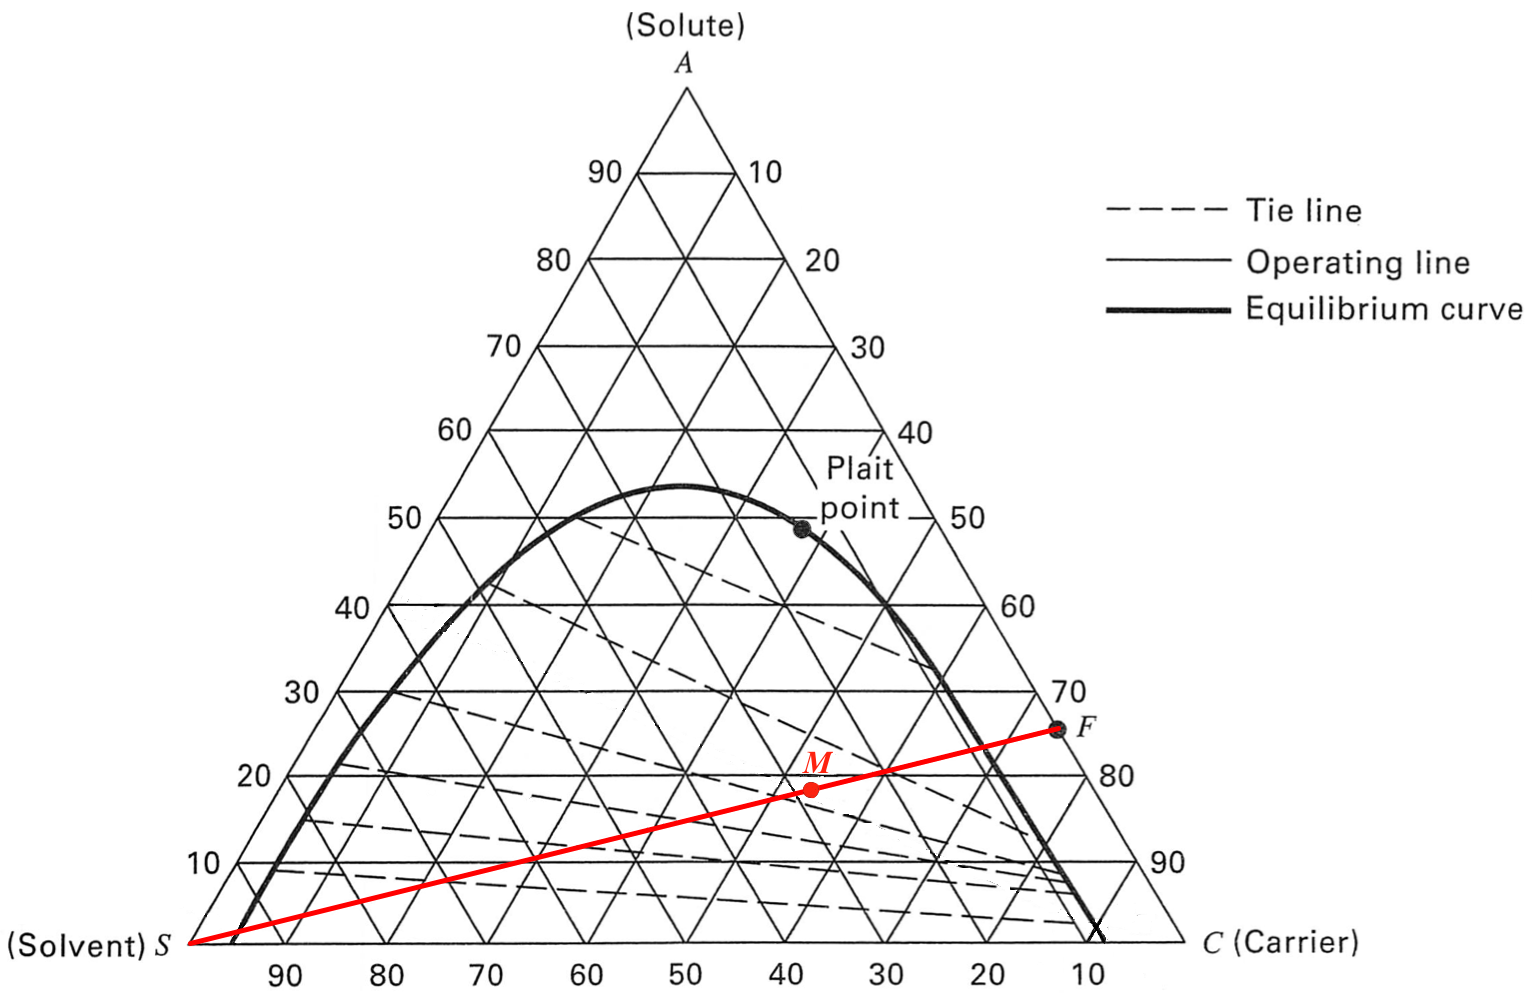 (Solute)
A
90 10
80 20
70 30
60 40
Plait
point
50 50
40 60
30 70
F
M
20 80
10 90
(Solvent) S
C (Carrier)
90 80 70 60 50 40 30 20 10
Tie line
Operating line
Equilibrium curve